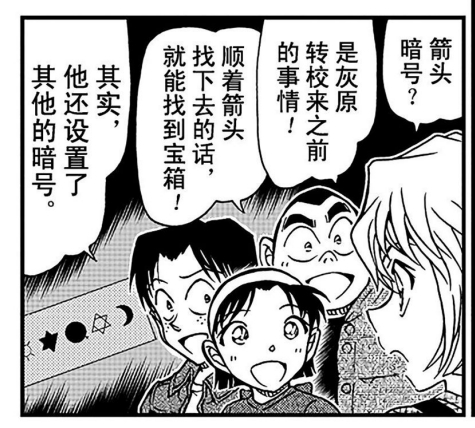 箭头
暗号？
是灰原
转校来之前
的事情！
顺着箭头
找下去的话，
就能找到宝箱！
其实，
他还设置了
其他的暗号。